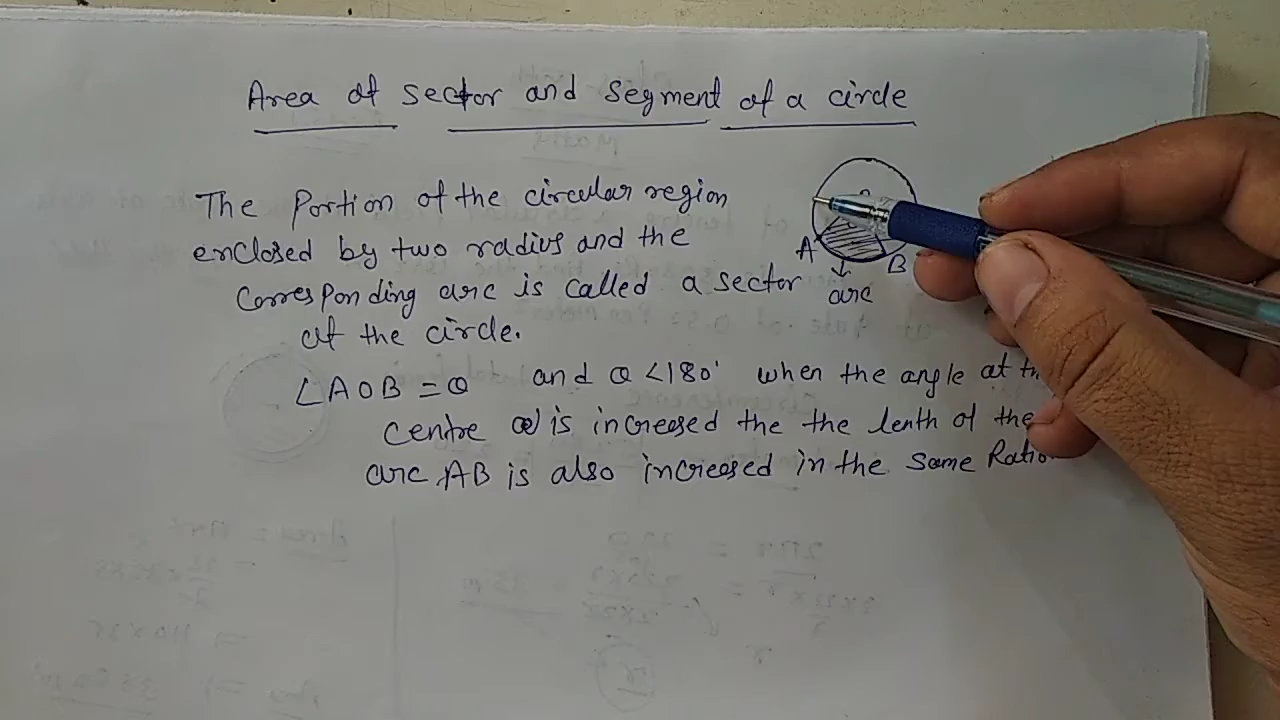 Area of sector and segment of a circle
The Portion of the circular region
enclosed by two radius and the
Corresponding arc is called a sector
of the circle.
A
B
arc
∠AOB = θ and θ <180° when the angle at
centre is increased the the lenth of the
arc AB is also increased in the Same Ratio